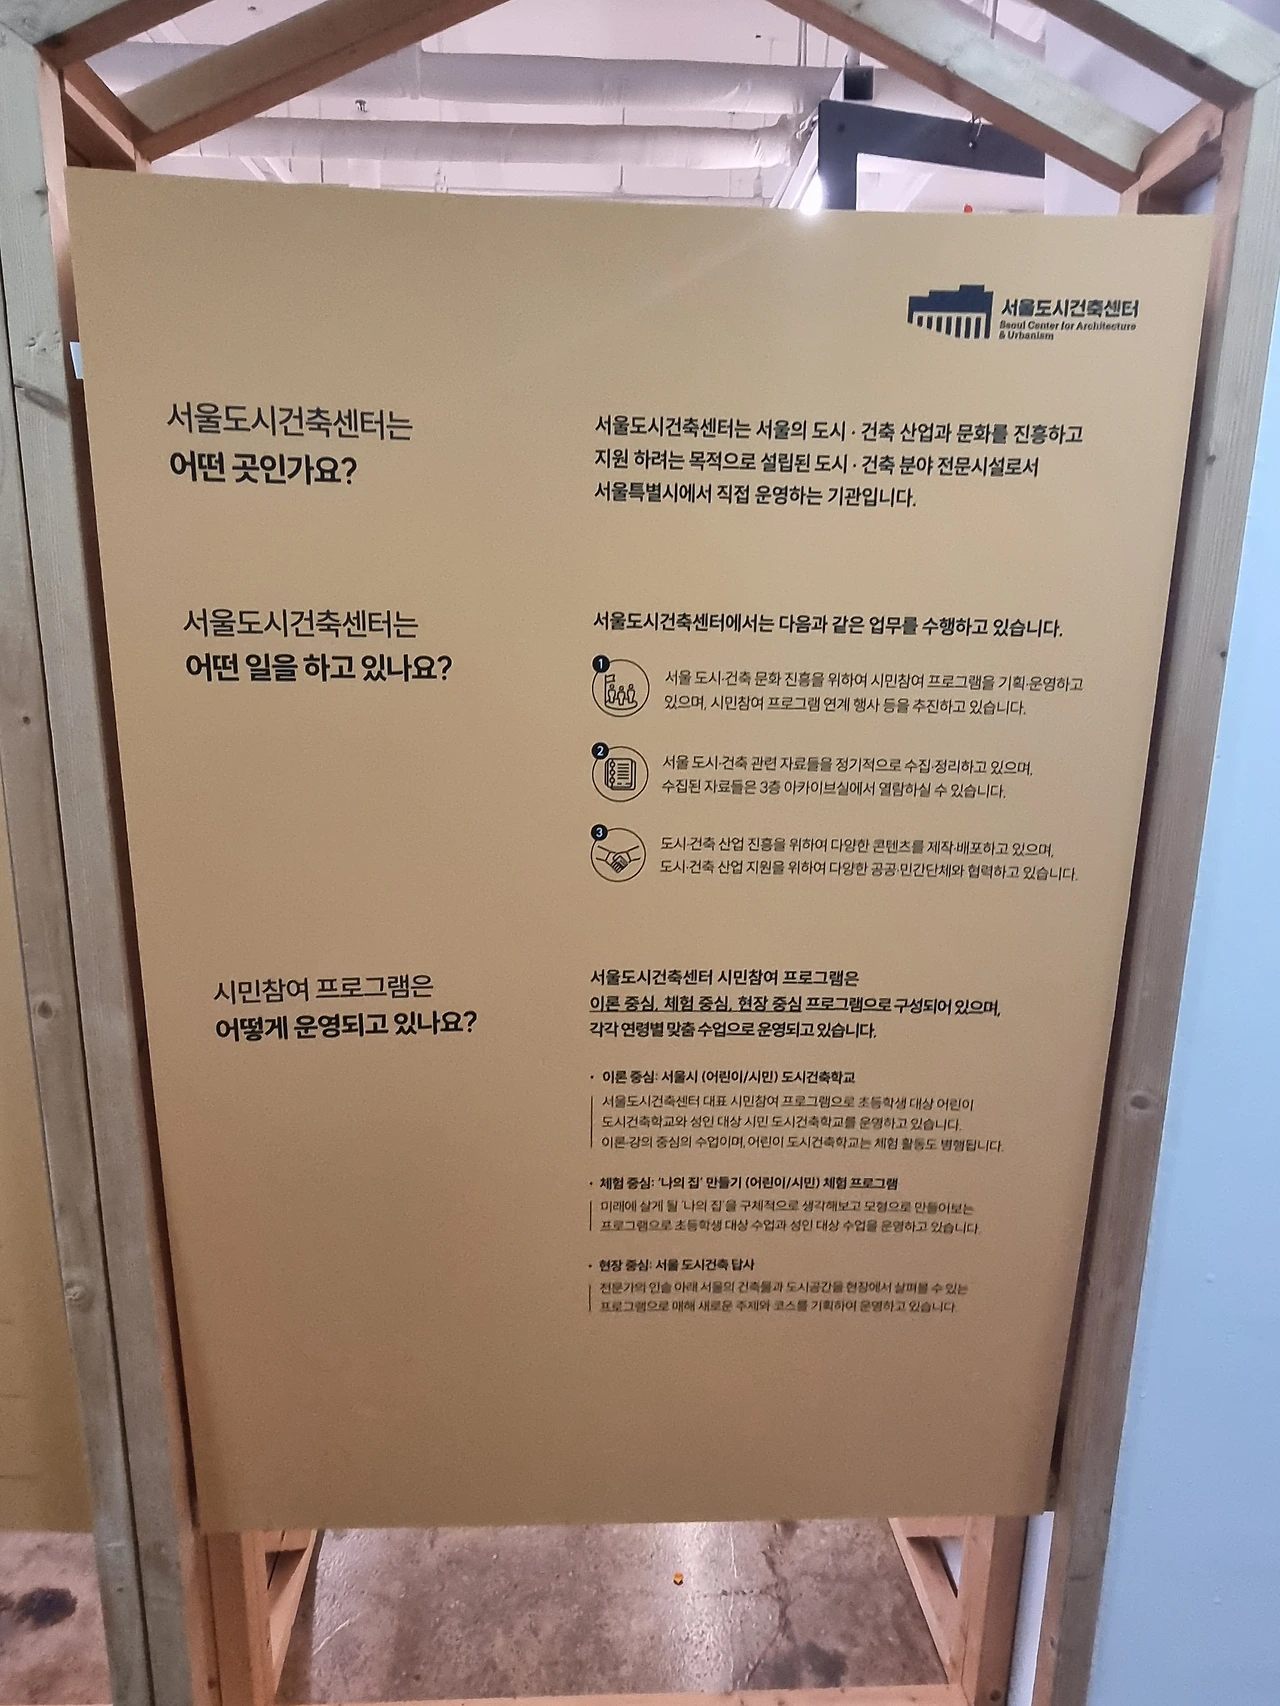 서울도시건축센터
Seoul Center for Architecture
& Urbanism
서울도시건축센터는
어떤 곳인가요?
서울도시건축센터는 서울의 도시 · 건축 산업과 문화를 진흥하고
지원 하려는 목적으로 설립된 도시 · 건축 분야 전문시설로서
서울특별시에서 직접 운영하는 기관입니다.
서울도시건축센터는
어떤 일을 하고 있나요?
서울도시건축센터에서는 다음과 같은 업무를 수행하고 있습니다.
1
서울 도시·건축 문화 진흥을 위하여 시민참여 프로그램을 기획·운영하고
있으며, 시민참여 프로그램 연계 행사 등을 추진하고 있습니다.
2
서울 도시·건축 관련 자료들을 정기적으로 수집·정리하고 있으며,
수집된 자료들은 3층 아카이브실에서 열람하실 수 있습니다.
3
도시·건축 산업 진흥을 위하여 다양한 콘텐츠를 제작·배포하고 있으며,
도시·건축 산업 지원을 위하여 다양한 공공·민간단체와 협력하고 있습니다.
시민참여 프로그램은
어떻게 운영되고 있나요?
서울도시건축센터 시민참여 프로그램은
이론 중심, 체험 중심, 현장 중심 프로그램으로 구성되어 있으며,
각각 연령별 맞춤 수업으로 운영되고 있습니다.
· 이론 중심: 서울시 (어린이/시민) 도시건축학교
서울도시건축센터 대표 시민참여 프로그램으로 초등학생 대상 어린이
도시건축학교와 성인 대상 시민 도시건축학교를 운영하고 있습니다.
이론·강의 중심의 수업이며, 어린이 도시건축학교는 체험 활동도 병행됩니다.
· 체험 중심: '나의 집' 만들기 (어린이/시민) 체험 프로그램
미래에 살게 될 '나의 집'을 구체적으로 생각해보고 모형으로 만들어보는
프로그램으로 초등학생 대상 수업과 성인 대상 수업을 운영하고 있습니다.
· 현장 중심: 서울 도시건축 답사
전문가의 인솔 아래 서울의 건축물과 도시공간을 현장에서 살펴볼 수 있는
프로그램으로 매해 새로운 주제와 코스를 기획하여 운영하고 있습니다.